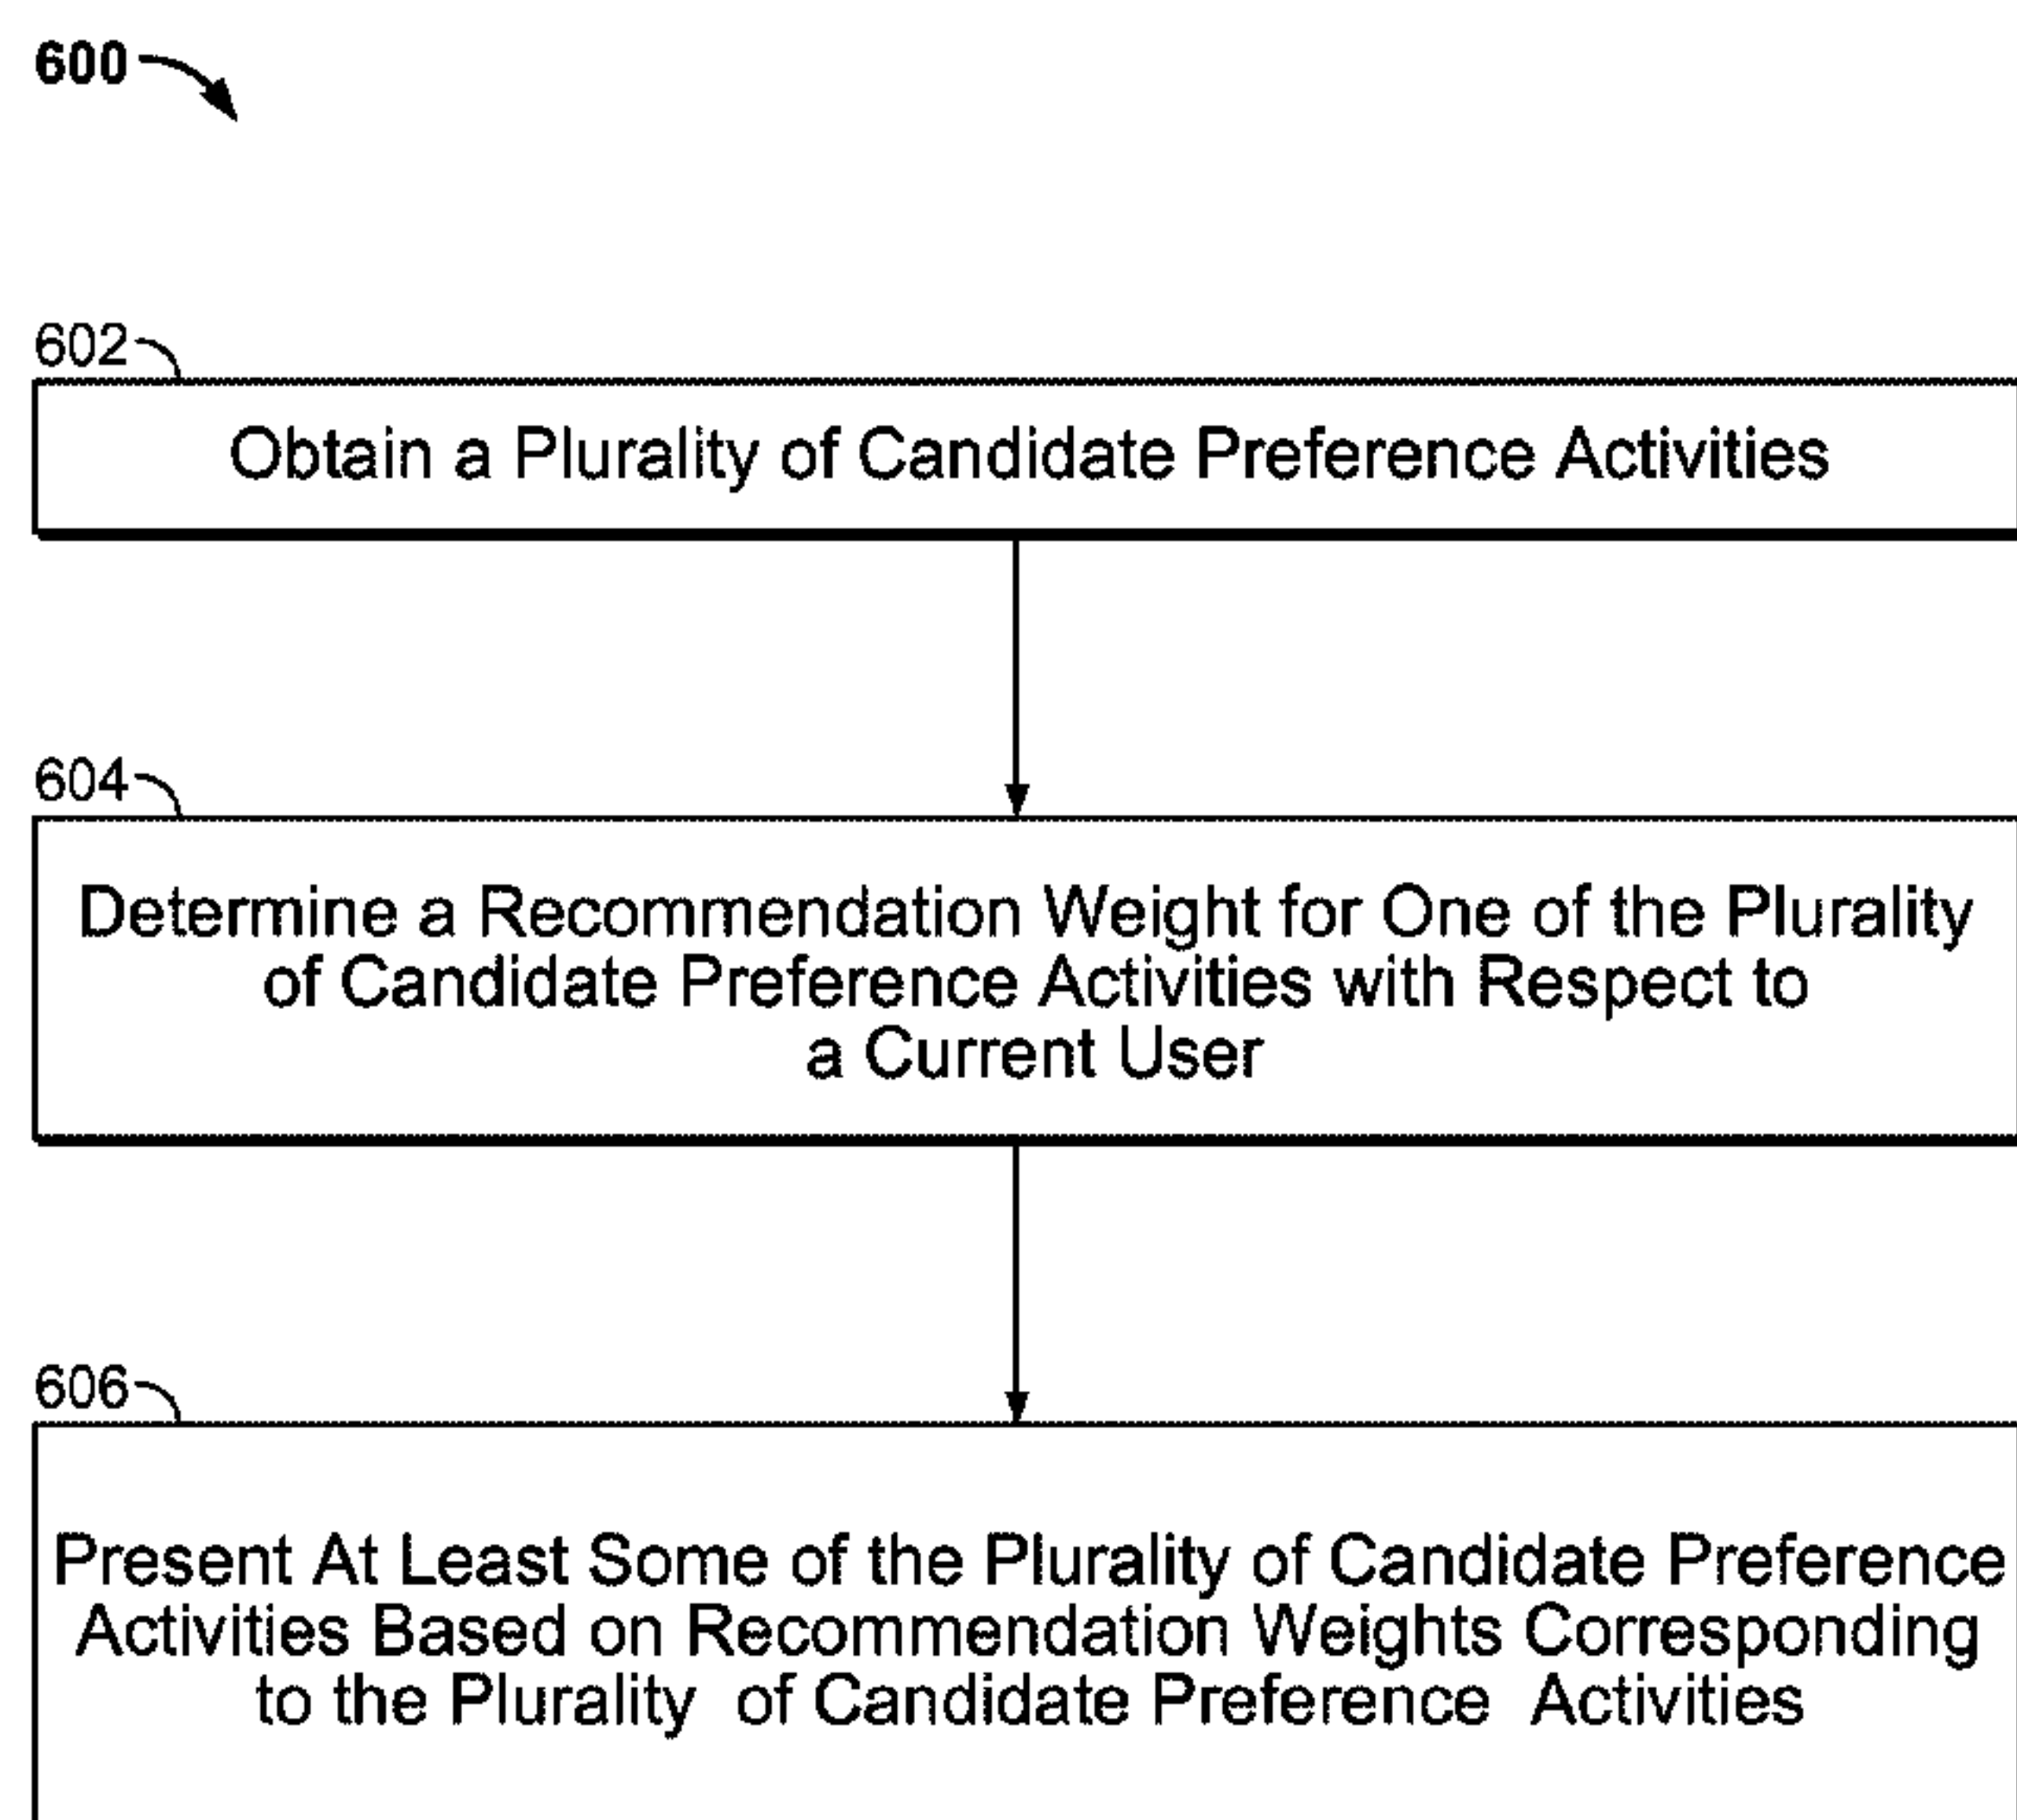 600
602
Obtain a Plurality of Candidate Preference Activities
604
Determine a Recommendation Weight for One of the Plurality
of Candidate Preference Activities with Respect to
a Current User
606
Present At Least Some of the Plurality of Candidate Preference
Activities Based on Recommendation Weights Corresponding
to the Plurality of Candidate Preference Activities